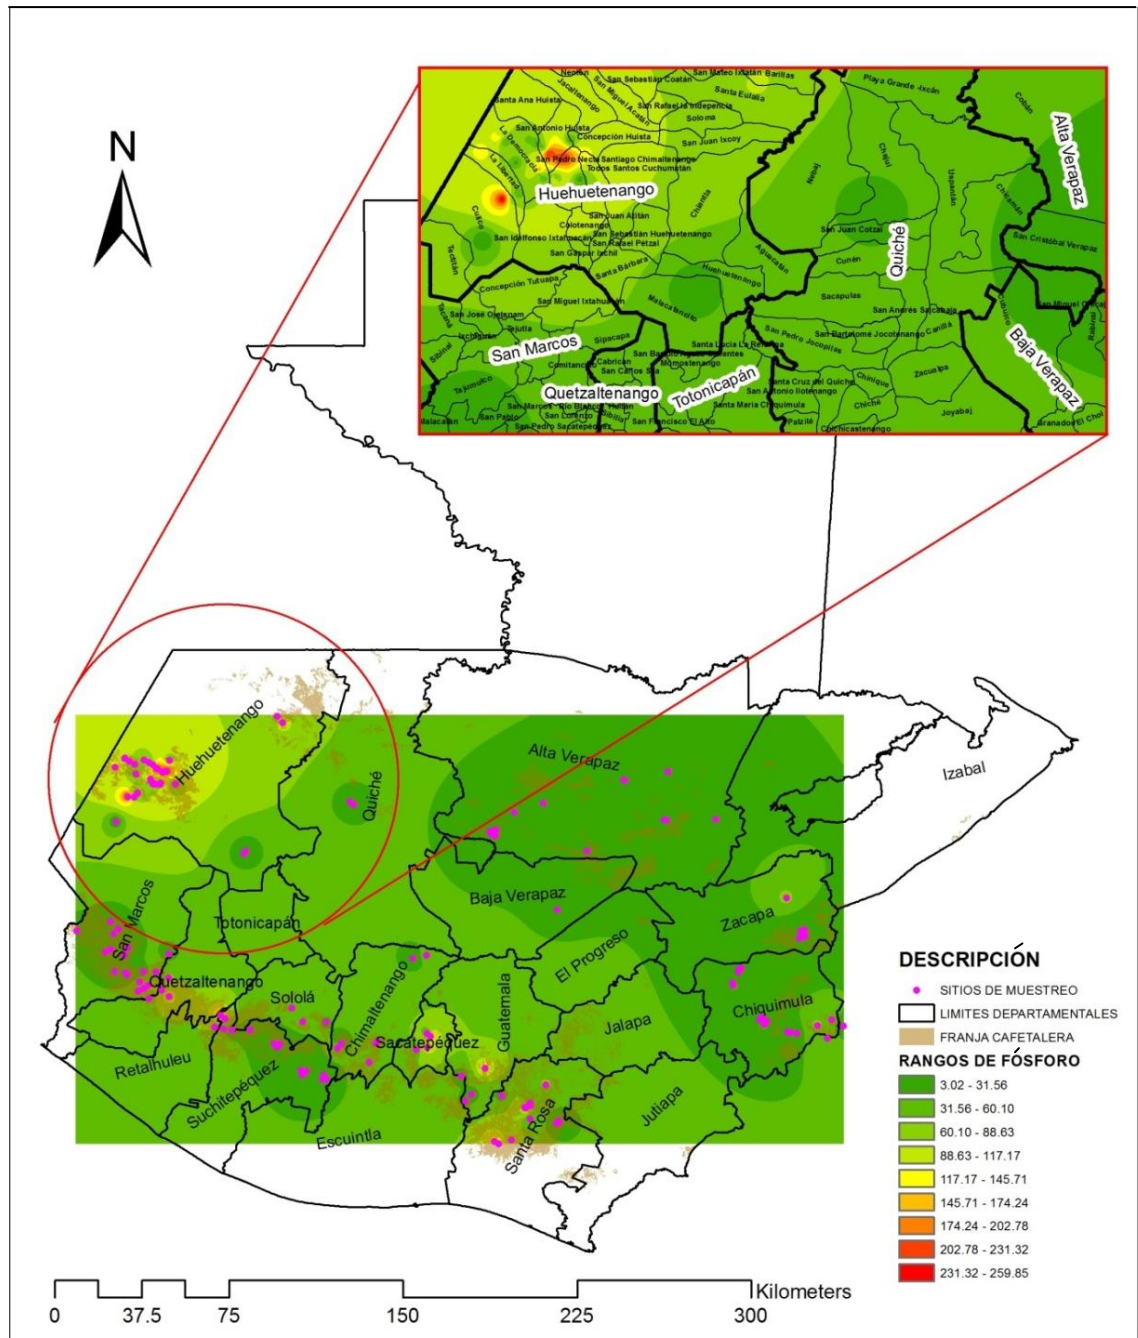 N
Nentón
San Sebastián Coatán
San Mateo Ixtatán
Barillas
Playa Grande -Ixcán
Jacaltenango
San Miguel Acatán
Santa Eulalia
Cobán
Santa Ana Huista
San Rafael la Indepencia
Soloma
Alta Verapaz
San Antonio Huista
Concepción Huista
San Juan Ixcoy
La Democracia
San Pedro Necta
Santiago Chimaltenango
Todos Santos Cuchumatán
La Libertad
Huehuetenango
Chiantla
Nebaj
Chajul
Uspantán
Chicamán
Cuilco
San Juan Atitán
Colotenango
San Sebastián Huehuetenango
San Rafael Petzal
San Gaspar Ixchil
San Juan Cotzal
Quiché
San Cristóbal Verapaz
Tectitán
Santa Bárbara
Huehuetenango
Aguacatán
Cunén
Concepción Tutuapa
San Miguel Ixtahuacán
Malacatancito
Sacapulas
San Andrés Sajcabajá
Cubulco
Rabinal
Tacaná
San José Ojetenam
Ixchiguán
Tejutla
Sipacapa
San Pedro Jocopilas
San Bartolomé Jocotenango
Canillá
Baja Verapaz
Sibinal
San Marcos
Comitancillo
Cabricán
San Carlos Sija
Momostenango
Zacualpa
Tajumulco
Quetzaltenango
Totonicapán
Santa Cruz del Quiché
San Antonio Ilotenango
Chinique
Chiché
Joyabaj
San Pablo
San Lorenzo
San Pedro Sacatepéquez
San Francisco El Alto
Santa María Chiquimula
Patzité
Chichicastenango
Granados
El Chol
Malacatán
Huehuetenango
Quiché
Alta Verapaz
Izabal
Baja Verapaz
Zacapa
San Marcos
Totonicapán
El Progreso
Quetzaltenango
Sololá
Chimaltenango
Guatemala
Chiquimula
Jalapa
Sacatepéquez
Retalhuleu
Suchitepéquez
Escuintla
Santa Rosa
Jutiapa
DESCRIPCIÓN
SITIOS DE MUESTREO
LIMITES DEPARTAMENTALES
FRANJA CAFETALERA
RANGOS DE FÓSFORO
3.02 - 31.56
31.56 - 60.10
60.10 - 88.63
88.63 - 117.17
117.17 - 145.71
145.71 - 174.24
174.24 - 202.78
202.78 - 231.32
231.32 - 259.85
Kilometers
0 37.5 75 150 225 300